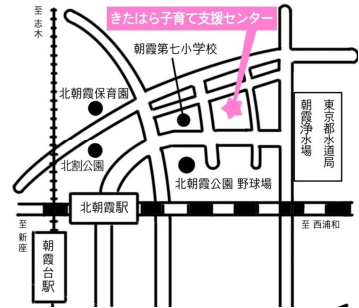 至 志木
きたはら子育て支援センター
朝霞第七小学校
北朝霞保育園
北割公園
北朝霞公園 野球場
東京都水道局
朝霞浄水場
北朝霞駅
至 新座
至 西浦和
朝霞台駅